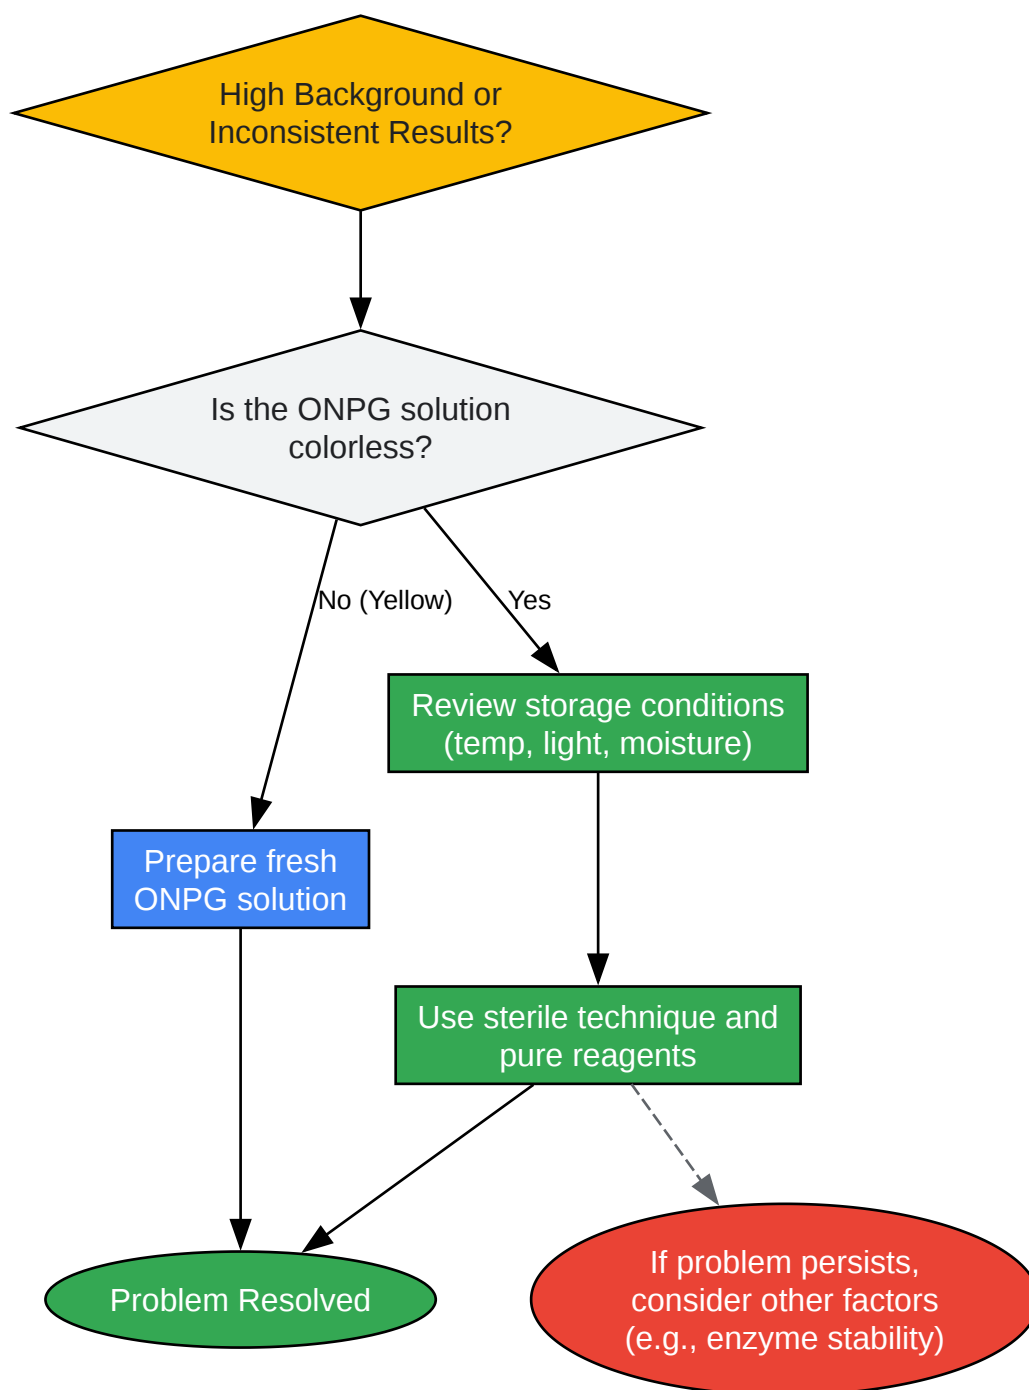 High Background or
Inconsistent Results?
Is the ONPG solution
colorless?
No (Yellow)
Yes
Review storage conditions
(temp, light, moisture)
Prepare fresh
ONPG solution
Use sterile technique and
pure reagents
Problem Resolved
If problem persists,
consider other factors
(e.g., enzyme stability)